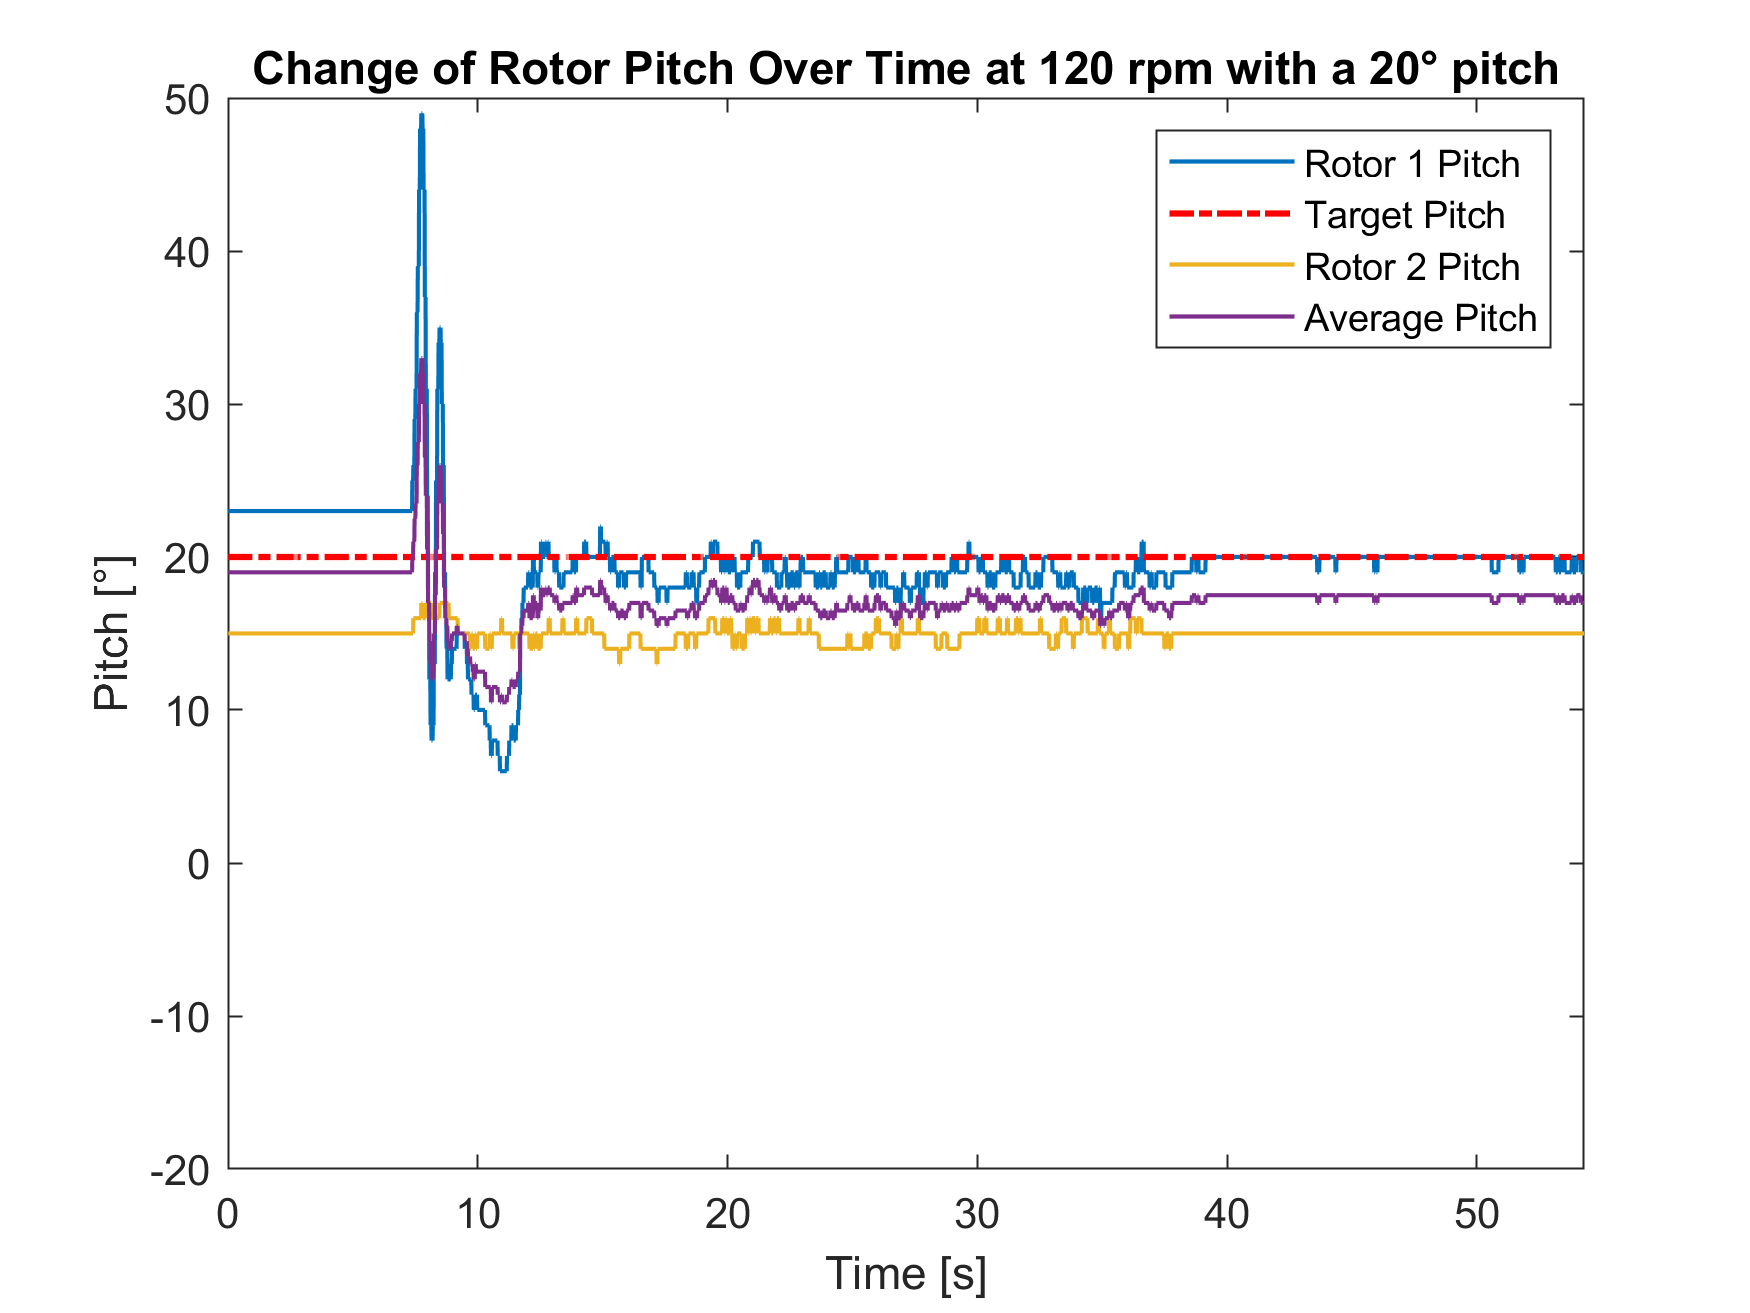 Change of Rotor Pitch Over Time at 120 rpm with a 20° pitch
50
40
30
20
10
0
-10
-20
Pitch [°]
Rotor 1 Pitch
Target Pitch
Rotor 2 Pitch
Average Pitch
0 10 20 30 40 50
Time [s]